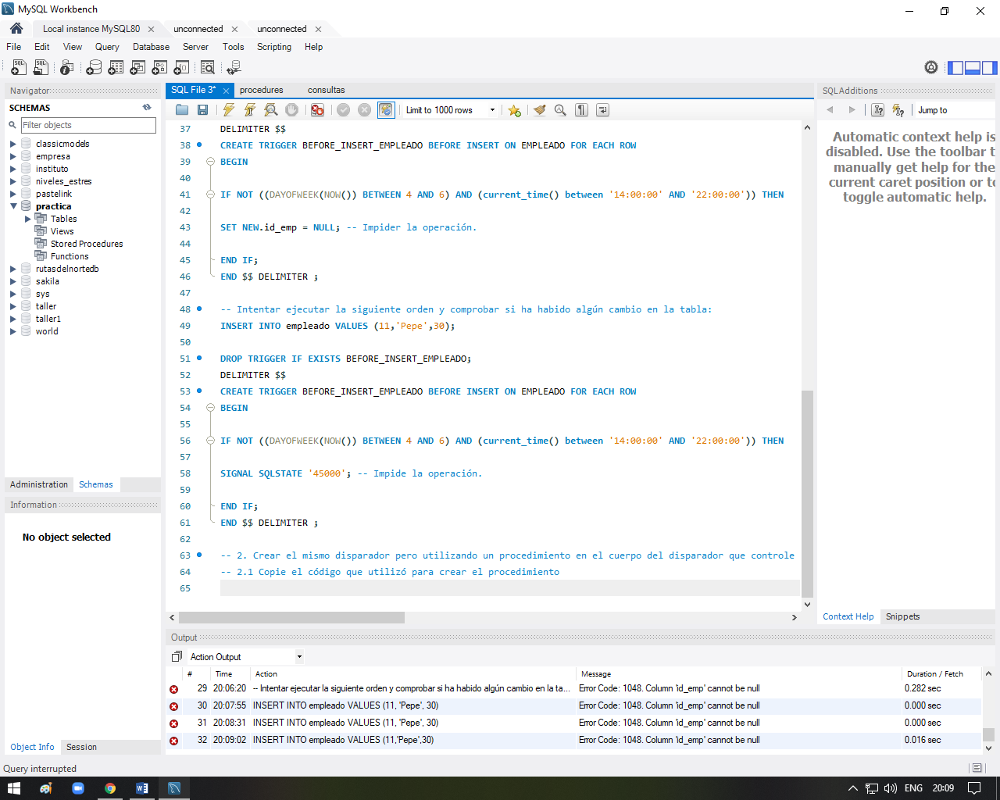 MySQL Workbench
Local instance MySQL80
unconnected
unconnected
File Edit View Query Database Server Tools Scripting Help
Navigator
SCHEMAS
Filter objects
classicmodels
empresa
instituto
niveles_estres
pastelink
practica
Tables
Views
Stored Procedures
Functions
rutasdelnortedb
sakila
sys
taller
taller1
world
Administration Schemas
Information
No object selected
Object Info Session
SQL File 3* procedures consultas
Limit to 1000 rows
37 DELIMITER $$
38 CREATE TRIGGER BEFORE_INSERT_EMPLEADO BEFORE INSERT ON EMPLEADO FOR EACH ROW
39 BEGIN
40
41 IF NOT ((DAYOFWEEK(NOW()) BETWEEN 4 AND 6) AND (current_time() between '14:00:00' AND '22:00:00')) THEN
42
43 SET NEW.id_emp = NULL; -- Impider la operación.
44
45 END IF;
46 END $$ DELIMITER ;
47
48 -- Intentar ejecutar la siguiente orden y comprobar si ha habido algún cambio en la tabla:
49 INSERT INTO empleado VALUES (11,'Pepe',30);
50
51 DROP TRIGGER IF EXISTS BEFORE_INSERT_EMPLEADO;
52 DELIMITER $$
53 CREATE TRIGGER BEFORE_INSERT_EMPLEADO BEFORE INSERT ON EMPLEADO FOR EACH ROW
54 BEGIN
55
56 IF NOT ((DAYOFWEEK(NOW()) BETWEEN 4 AND 6) AND (current_time() between '14:00:00' AND '22:00:00')) THEN
57
58 SIGNAL SQLSTATE '45000'; -- Impide la operación.
59
60 END IF;
61 END $$ DELIMITER ;
62
63 -- 2. Crear el mismo disparador pero utilizando un procedimiento en el cuerpo del disparador que controle
64 -- 2.1 Copie el código que utilizó para crear el procedimiento
65
SQLAdditions
Jump to
Automatic context help is
disabled. Use the toolbar t
manually get help for the
current caret position or to
toggle automatic help.
Context Help Snippets
Output
Action Output
# Time Action Message Duration / Fetch
29 20:06:20 -- Intentar ejecutar la siguiente orden y comprobar si ha habido algún cambio en la ta... Error Code: 1048. Column 'id_emp' cannot be null 0.282 sec
30 20:07:55 INSERT INTO empleado VALUES (11, 'Pepe', 30) Error Code: 1048. Column 'id_emp' cannot be null 0.000 sec
31 20:08:31 INSERT INTO empleado VALUES (11, 'Pepe', 30) Error Code: 1048. Column 'id_emp' cannot be null 0.000 sec
32 20:09:02 INSERT INTO empleado VALUES (11,'Pepe',30) Error Code: 1048. Column 'id_emp' cannot be null 0.016 sec
Query interrupted
ENG 20:09